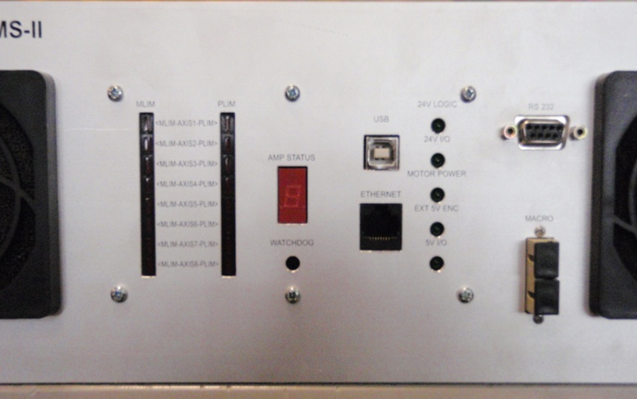 MS-II
MLIM PLIM
<MLIM-AXIS1-PLIM>
<MLIM-AXIS2-PLIM>
<MLIM-AXIS3-PLIM>
<MLIM-AXIS4-PLIM>
<MLIM-AXIS5-PLIM>
<MLIM-AXIS6-PLIM>
<MLIM-AXIS7-PLIM>
<MLIM-AXIS8-PLIM>
AMP STATUS
WATCHDOG
USB
ETHERNET
24V LOGIC
24V I/O
MOTOR POWER
EXT 5V ENC
5V I/O
RS 232
MACRO